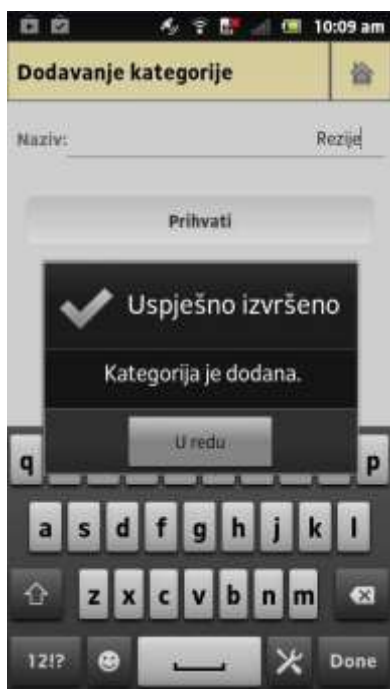 10:09 am
Dodavanje kategorije
Naziv: Rezije
Prihvati
Uspješno izvršeno
Kategorija je dodana.
U redu
q p
a s d f g h j k l
z x c v b n m
12!? Done